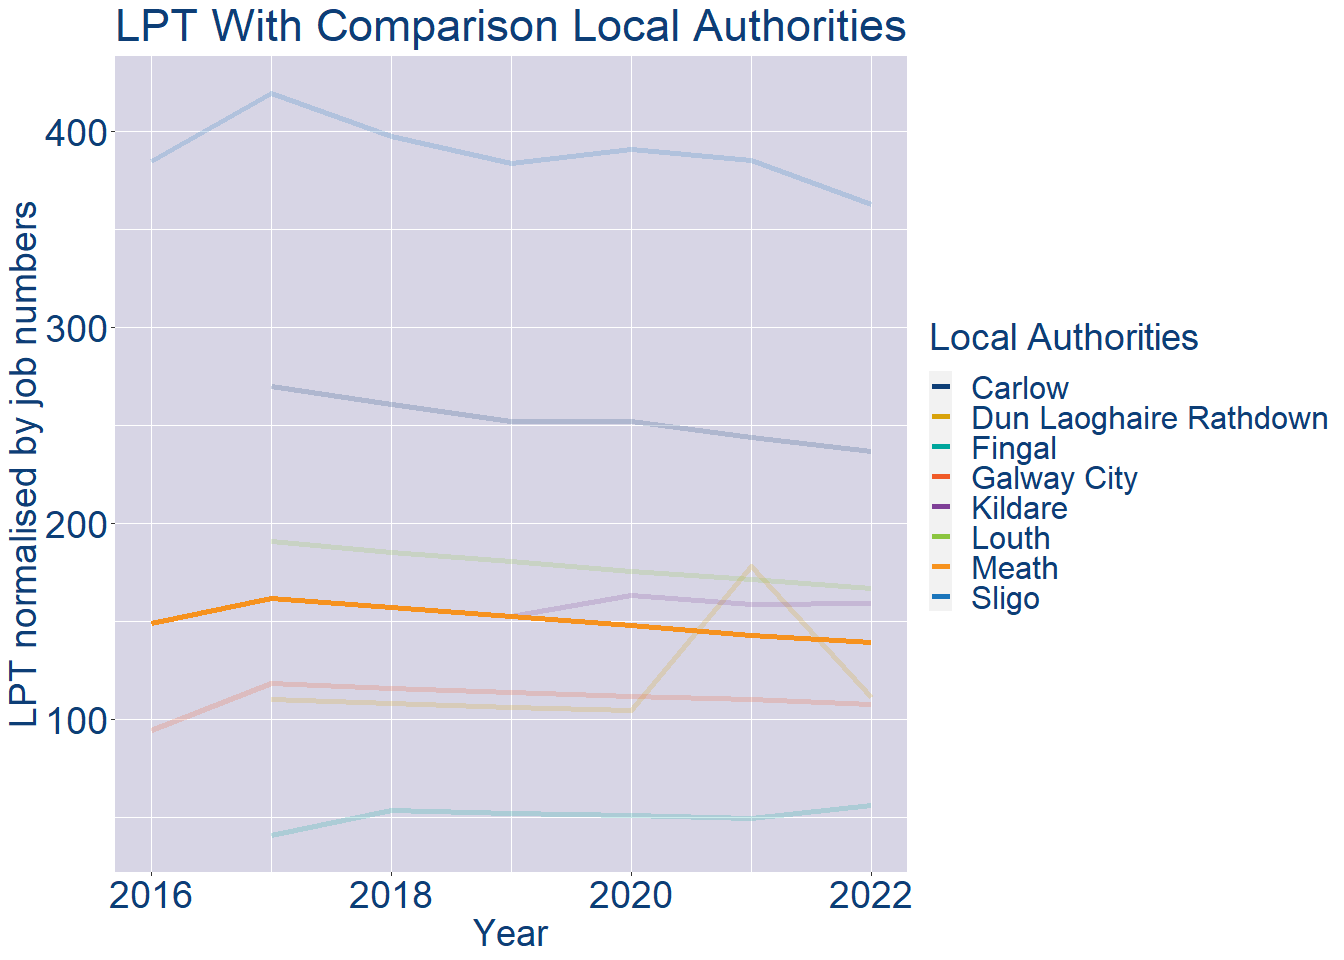 LPT With Comparison Local Authorities
LPT normalised by job numbers
400
300
200
100
2016 2018 2020 2022
Year
Local Authorities
Carlow
Dun Laoghaire Rathdown
Fingal
Galway City
Kildare
Louth
Meath
Sligo